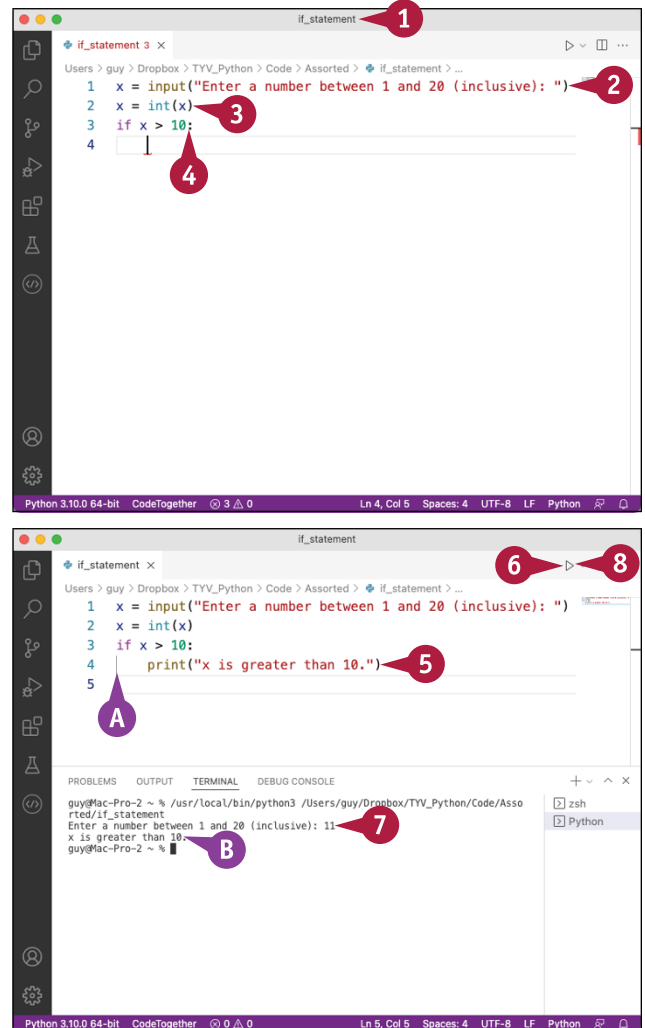 if_statement
1
if_statement 3 ×
Users > guy > Dropbox > TYV_Python > Code > Assorted > if_statement > ...
1 x = input("Enter a number between 1 and 20 (inclusive): ")
2
2 x = int(x)
3
3 if x > 10:
4
4
Python 3.10.0 64-bit CodeTogether 3 0 Ln 4, Col 5 Spaces: 4 UTF-8 LF Python
if_statement
if_statement ×
6
8
Users > guy > Dropbox > TYV_Python > Code > Assorted > if_statement > ...
1 x = input("Enter a number between 1 and 20 (inclusive): ")
2 x = int(x)
3 if x > 10:
4 print("x is greater than 10.")
5
5
A
PROBLEMS OUTPUT TERMINAL DEBUG CONSOLE
guy@Mac-Pro-2 ~ % /usr/local/bin/python3 /Users/guy/Dropbox/TYV_Python/Code/Asso
rted/if_statement
Enter a number between 1 and 20 (inclusive): 11
7
x is greater than 10.
B
guy@Mac-Pro-2 ~ %
zsh
Python
Python 3.10.0 64-bit CodeTogether 0 0 Ln 5, Col 5 Spaces: 4 UTF-8 LF Python